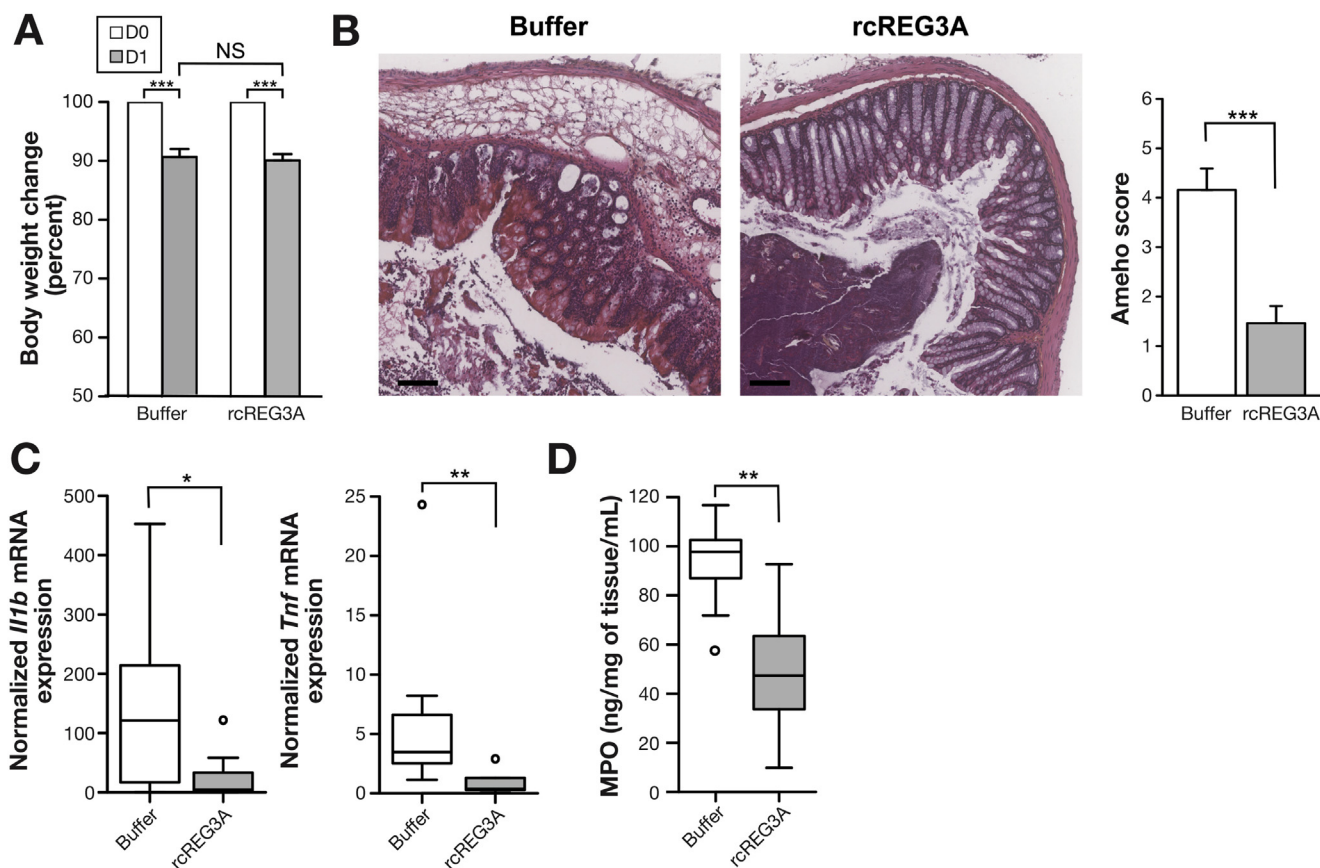 A
D0
D1
NS
***
***
Body weight change
(percent)
100
90
80
70
60
50
Buffer
rcREG3A
B
Buffer
rcREG3A
Ameho score
6
5
4
3
2
1
0
***
Buffer
rcREG3A
C
Normalized Il1b mRNA
expression
500
400
300
200
100
0
*
Buffer
rcREG3A
Normalized Tnf mRNA
expression
25
20
15
10
5
0
**
Buffer
rcREG3A
D
MPO (ng/mg of tissue/mL)
120
100
80
60
40
20
0
**
Buffer
rcREG3A